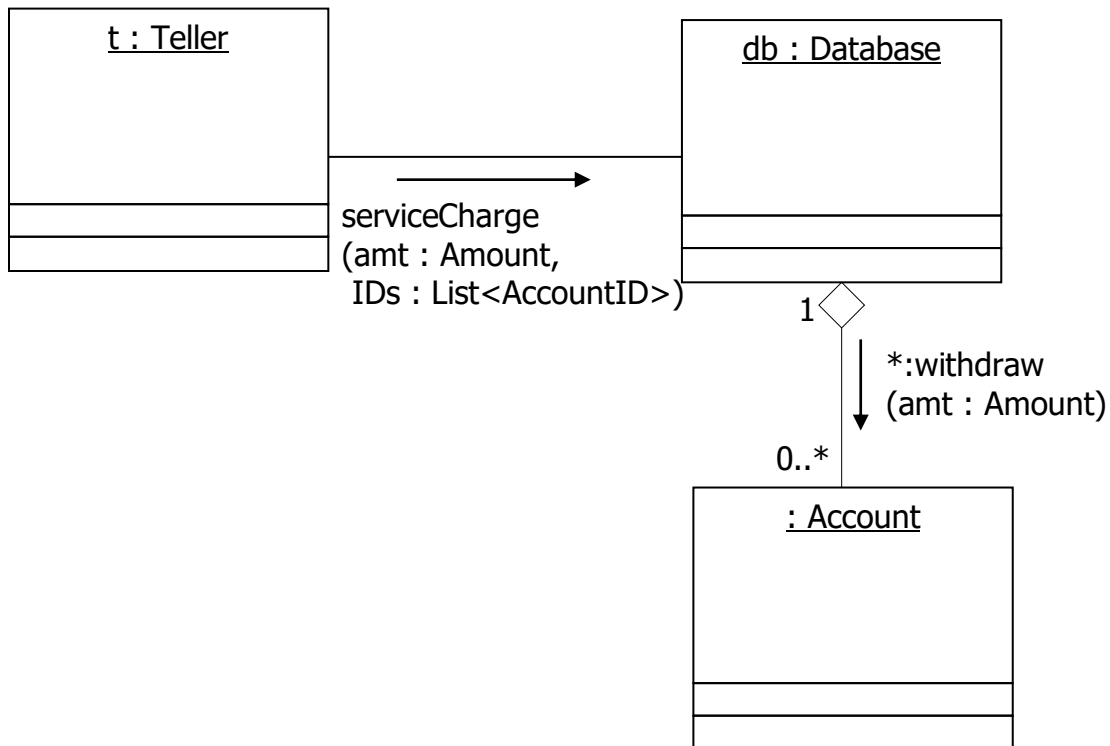 t : Teller
db : Database
serviceCharge
(amt : Amount,
IDs : List<AccountID>)
1
*:withdraw
(amt : Amount)
0..*
: Account